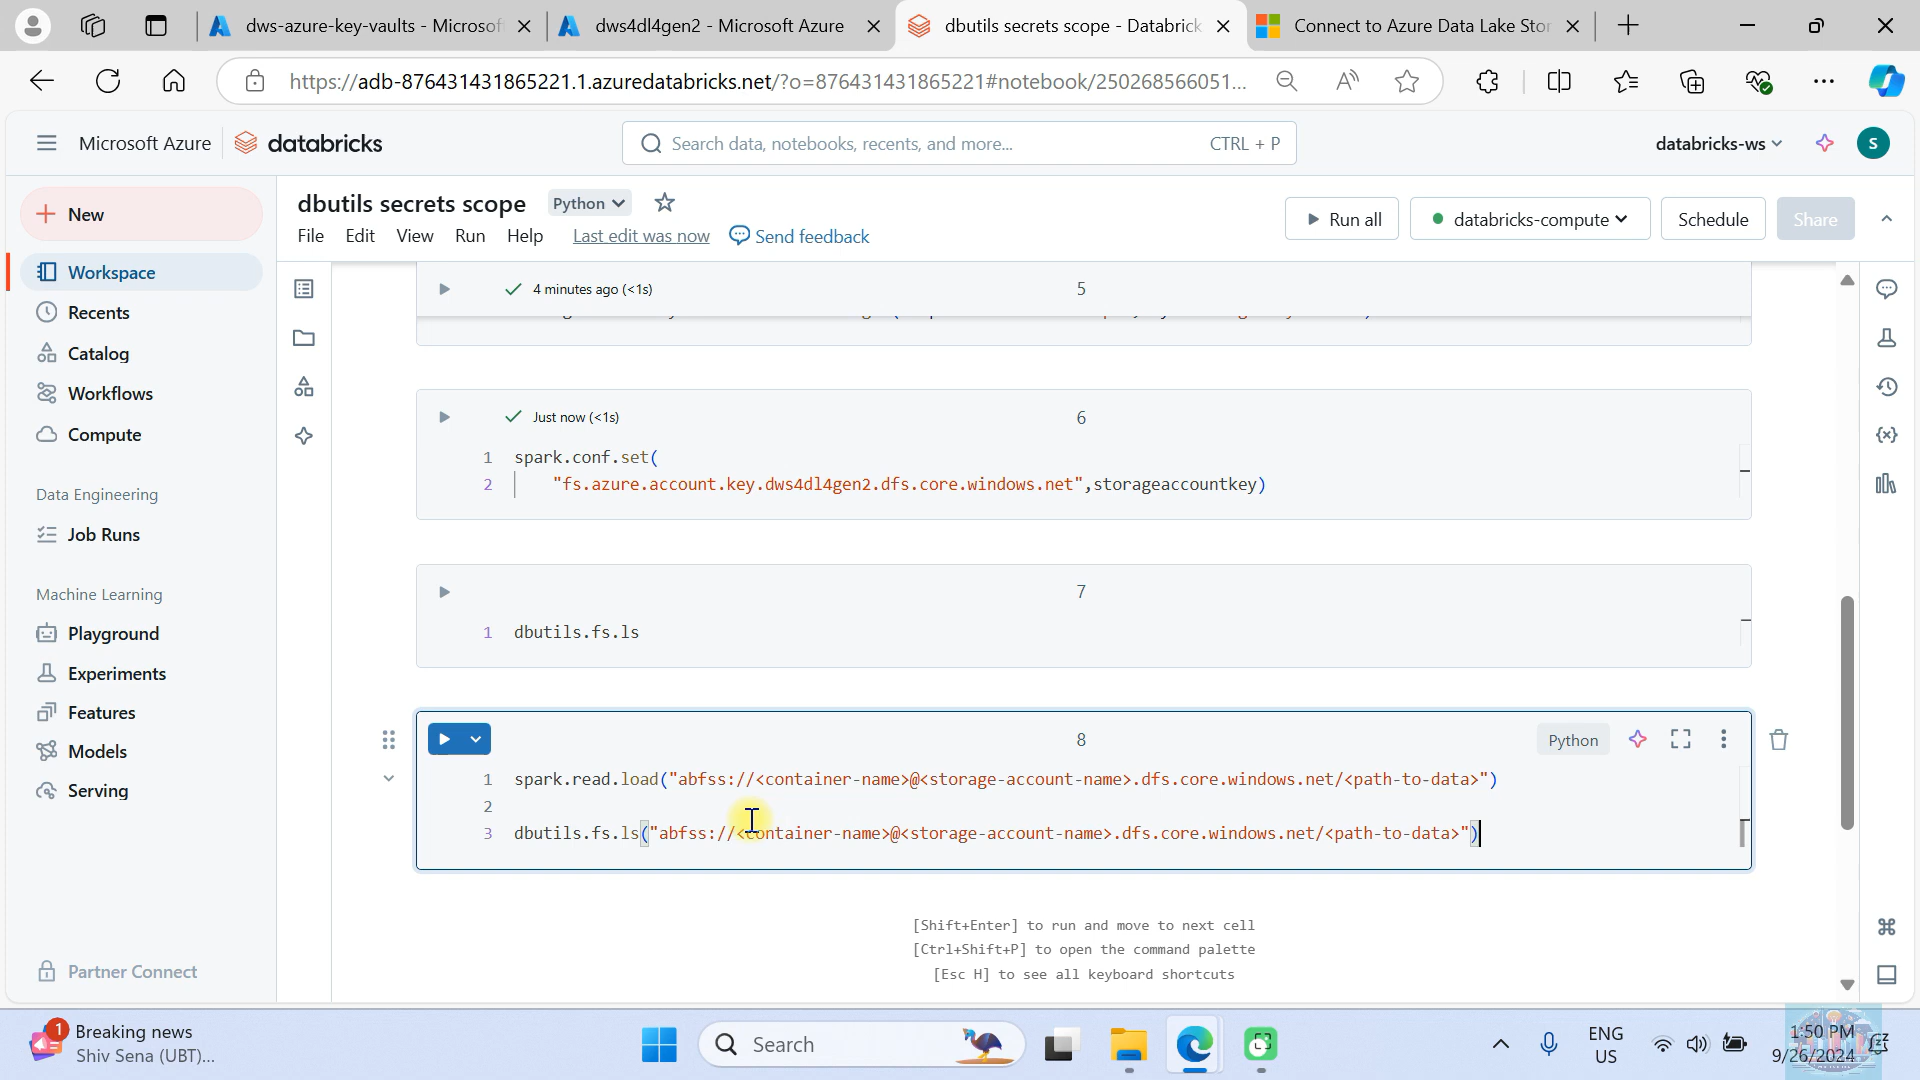 dws-azure-key-vaults - Microsof
dws4dl4gen2 - Microsoft Azure
dbutils secrets scope - Databrick
Connect to Azure Data Lake Stor
https://adb-876431431865221.1.azuredatabricks.net/?o=876431431865221#notebook/250268566051...
Microsoft Azure
databricks
Search data, notebooks, recents, and more...
CTRL + P
databricks-ws
S
New
dbutils secrets scope
Python
File Edit View Run Help Last edit was now Send feedback
Run all
databricks-compute
Schedule
Share
Workspace
Recents
Catalog
Workflows
Compute
Data Engineering
Job Runs
Machine Learning
Playground
Experiments
Features
Models
Serving
Partner Connect
4 minutes ago (<1s)
5
Just now (<1s)
6
1 spark.conf.set(
2 "fs.azure.account.key.dws4dl4gen2.dfs.core.windows.net",storageaccountkey)
7
1 dbutils.fs.ls
8
Python
1 spark.read.load("abfss://<container-name>@<storage-account-name>.dfs.core.windows.net/<path-to-data>")
2
3 dbutils.fs.ls("abfss://<container-name>@<storage-account-name>.dfs.core.windows.net/<path-to-data>")
[Shift+Enter] to run and move to next cell
[Ctrl+Shift+P] to open the command palette
[Esc H] to see all keyboard shortcuts
1
Breaking news
Shiv Sena (UBT)...
Search
ENG
US
1:50 PM
9/26/2024